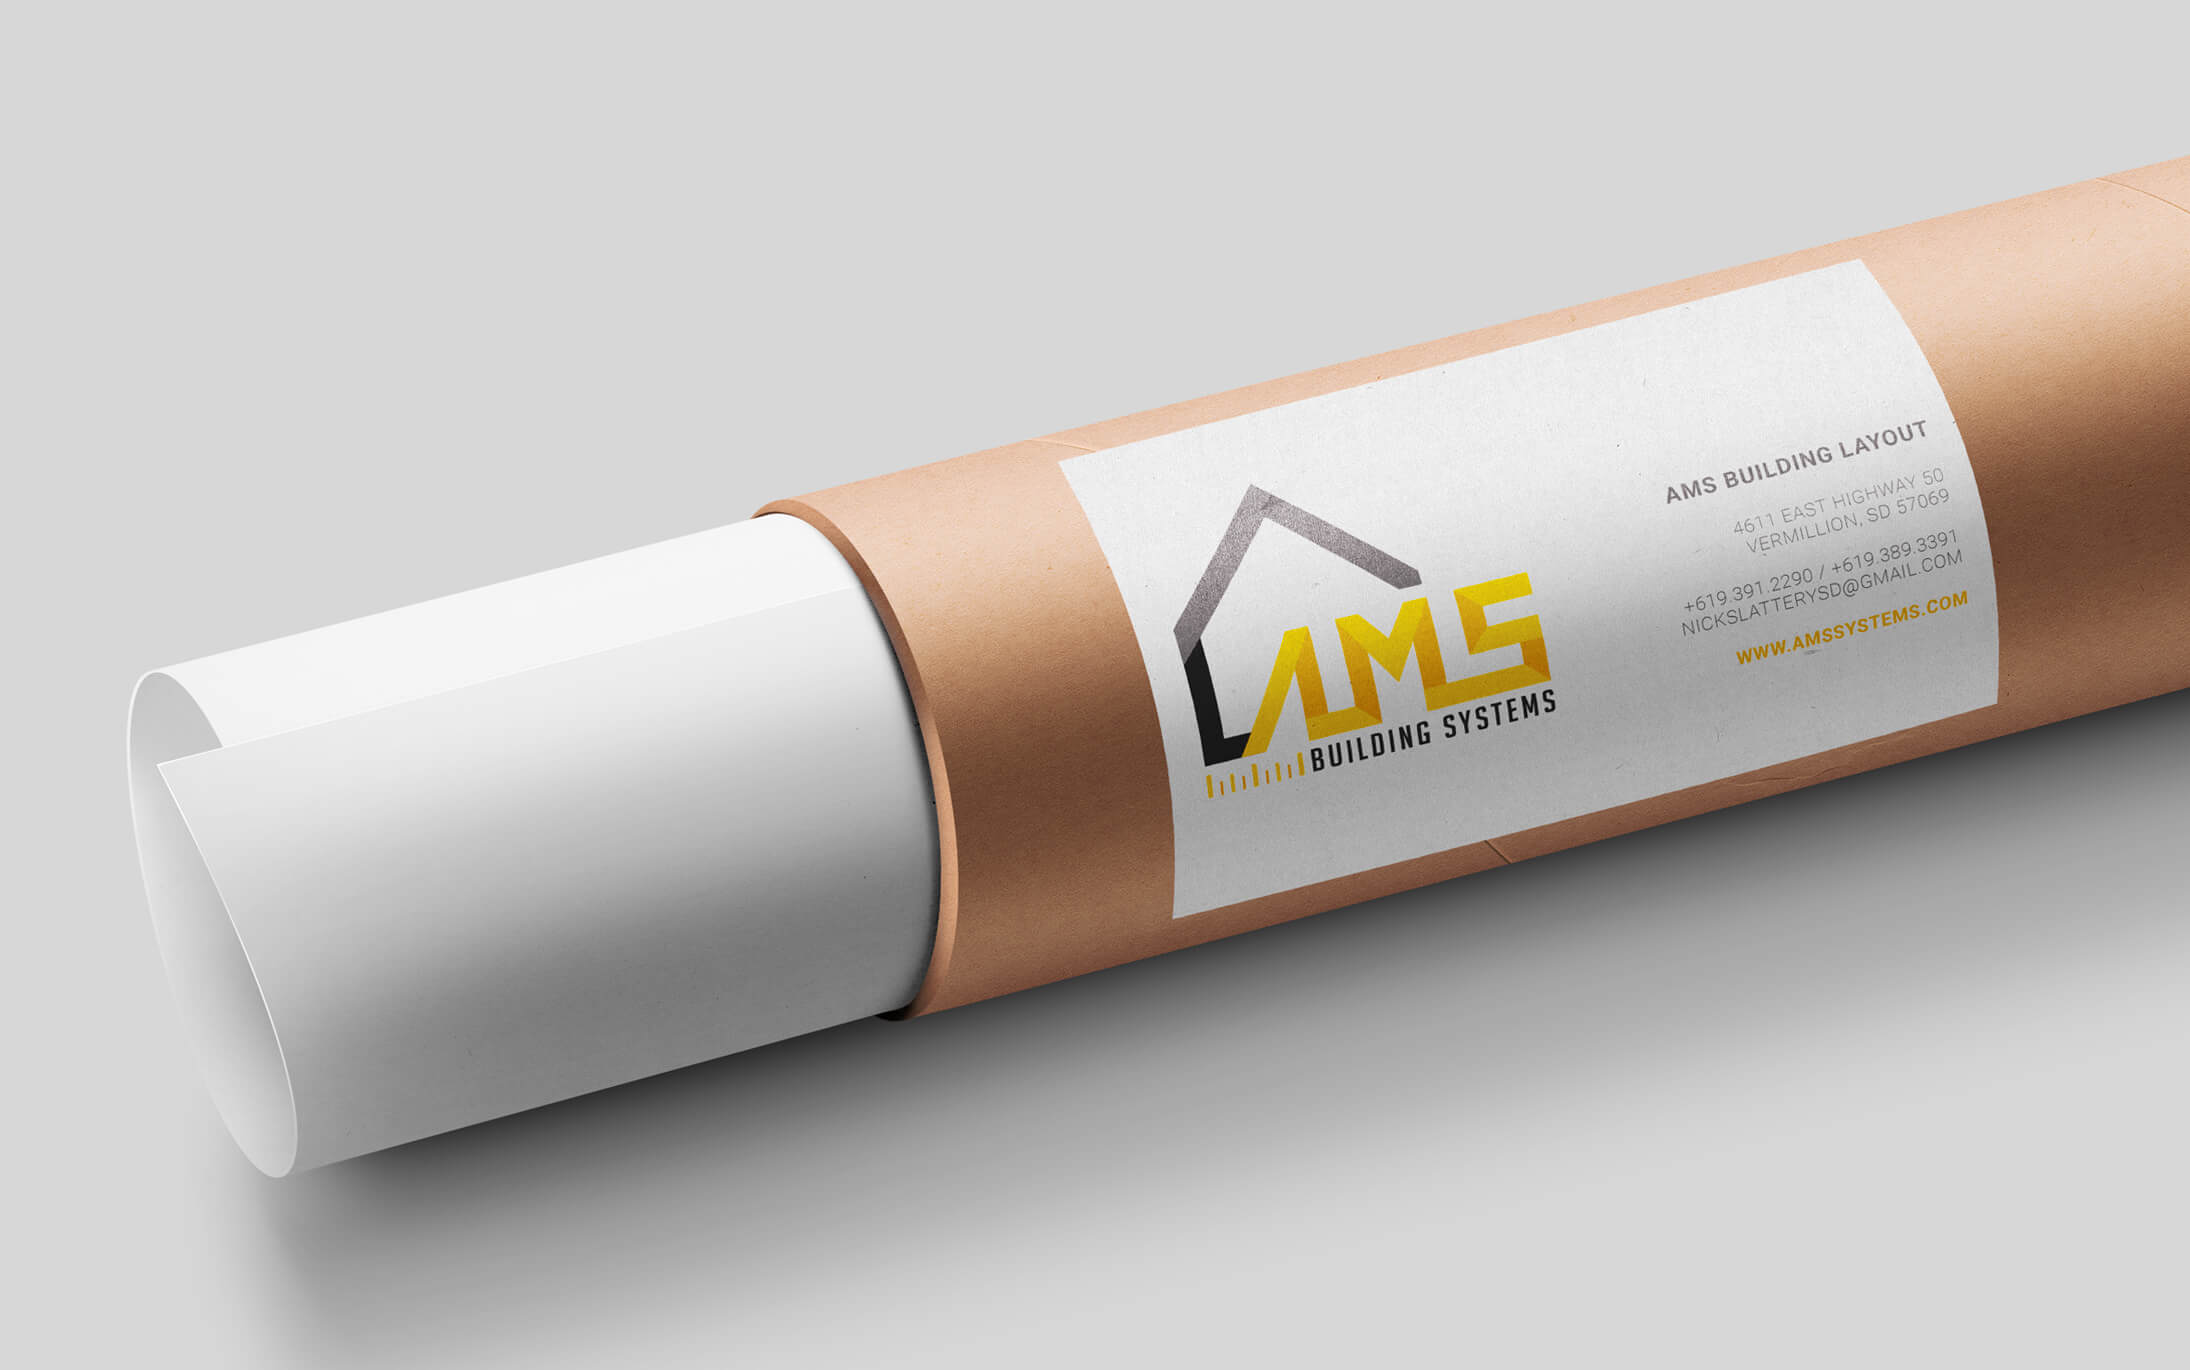 AMS
BUILDING SYSTEMS
AMS BUILDING LAYOUT
4611 EAST HIGHWAY 50
VERMILLION, SD 57069
+619.391.2290 / +619.389.3391
NICKSLATTERYSD@GMAIL.COM
WWW.AMSSYSTEMS.COM